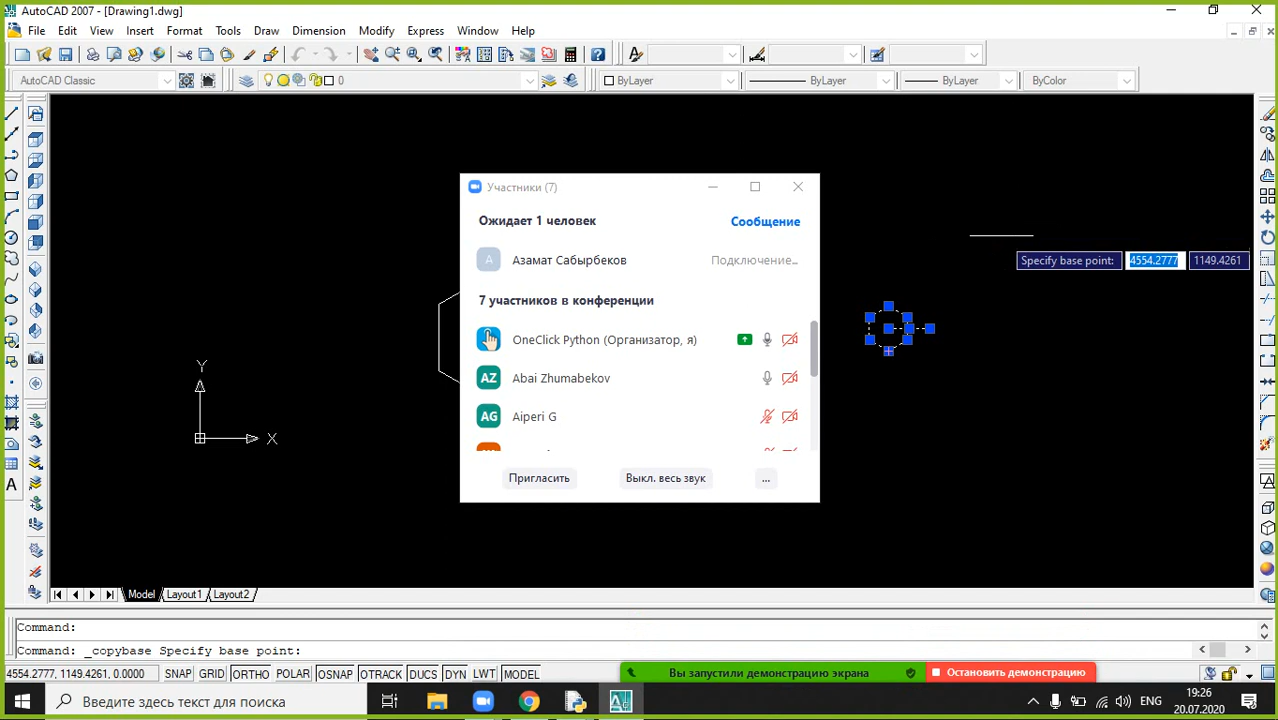 AutoCAD 2007 - [Drawing1.dwg]
File Edit View Insert Format Tools Draw Dimension Modify Express Window Help
AutoCAD Classic 0 ByLayer ByLayer ByLayer ByColor
Участники (7)
Ожидает 1 человек Сообщение
А Азамат Сабырбеков Подключение...
7 участников в конференции
OneClick Python (Организатор, я)
AZ Abai Zhumabekov
AG Aiperi G
Пригласить Выкл. весь звук ...
Specify base point: 4554.2777 1149.4261
Y
X
A
Model Layout1 Layout2
Command:
Command: _copybase Specify base point:
4554.2777, 1149.4261, 0.0000 SNAP GRID ORTHO POLAR OSNAP OTRACK DUCS DYN LWT MODEL
Вы запустили демонстрацию экрана Остановить демонстрацию
Введите здесь текст для поиска
ENG 19:26
20.07.2020